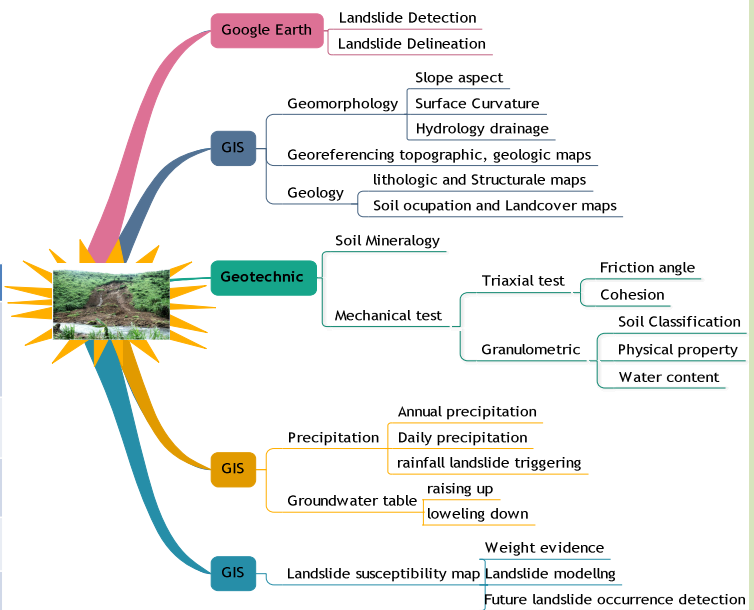 Google Earth
Landslide Detection
Landslide Delineation
GIS
Geomorphology
Slope aspect
Surface Curvature
Hydrology drainage
Georeferencing topographic, geologic maps
Geology
lithologic and Structurale maps
Soil ocupation and Landcover maps
Geotechnic
Soil Mineralogy
Mechanical test
Triaxial test
Friction angle
Cohesion
Granulometric
Soil Classification
Physical property
Water content
GIS
Precipitation
Annual precipitation
Daily precipitation
rainfall landslide triggering
Groundwater table
raising up
loweling down
GIS
Landslide susceptibility map
Weight evidence
Landslide modellng
Future landslide occurrence detection